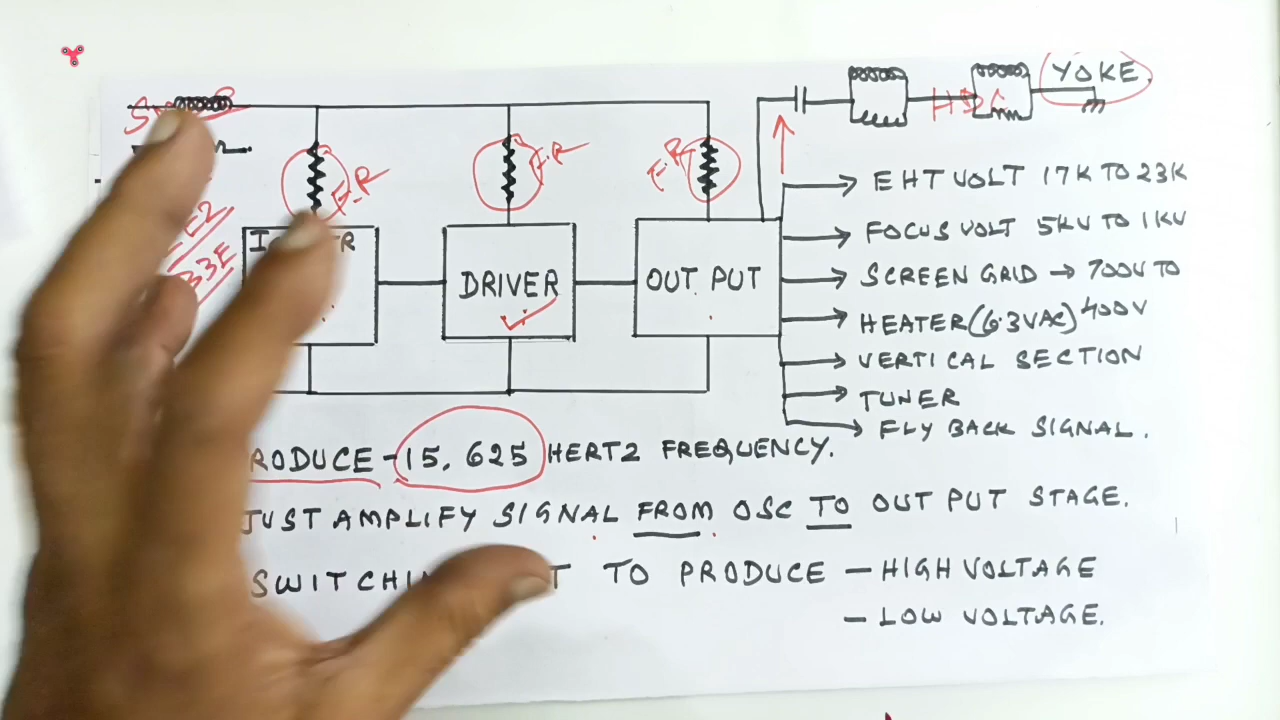 YOKE.
EHT VOLT 17K TO 23K
F.R F.R F.R
FOCUS VOLT 5KV TO 1KV
DRIVER OUT PUT
SCREEN GRID → 700V TO
B3E
HEATER (6.3VAC) 400V
VERTICAL SECTION
TUNER
FLY BACK SIGNAL.
RODUCE - 15,625 HERTZ FREQUENCY.
JUST AMPLIFY SIGNAL FROM OSC TO OUT PUT STAGE.
TO PRODUCE - HIGH VOLTAGE
- LOW VOLTAGE.